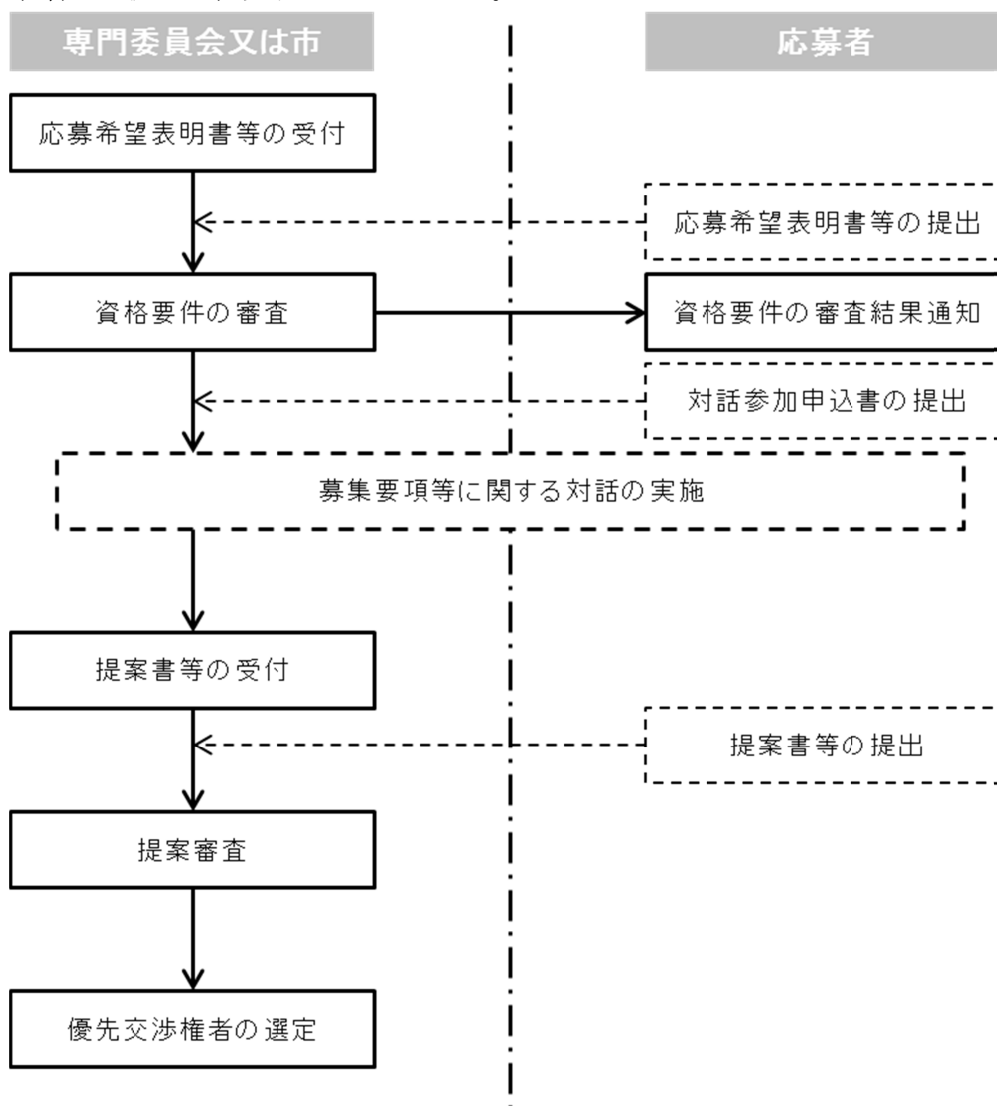 専門委員会又は市
応募者
応募希望表明書等の受付
応募希望表明書等の提出
資格要件の審査
資格要件の審査結果通知
対話参加申込書の提出
募集要項等に関する対話の実施
提案書等の受付
提案書等の提出
提案審査
優先交渉権者の選定